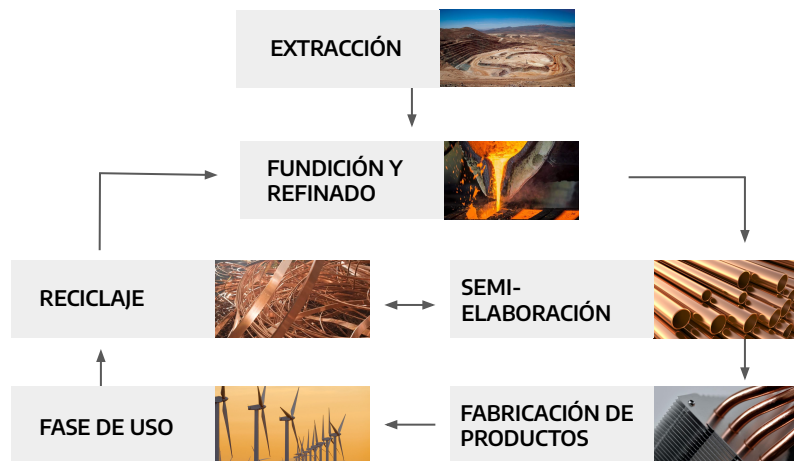 EXTRACCIÓN
FUNDICIÓN Y
REFINADO
RECICLAJE
SEMI-
ELABORACIÓN
FASE DE USO
FABRICACIÓN DE
PRODUCTOS